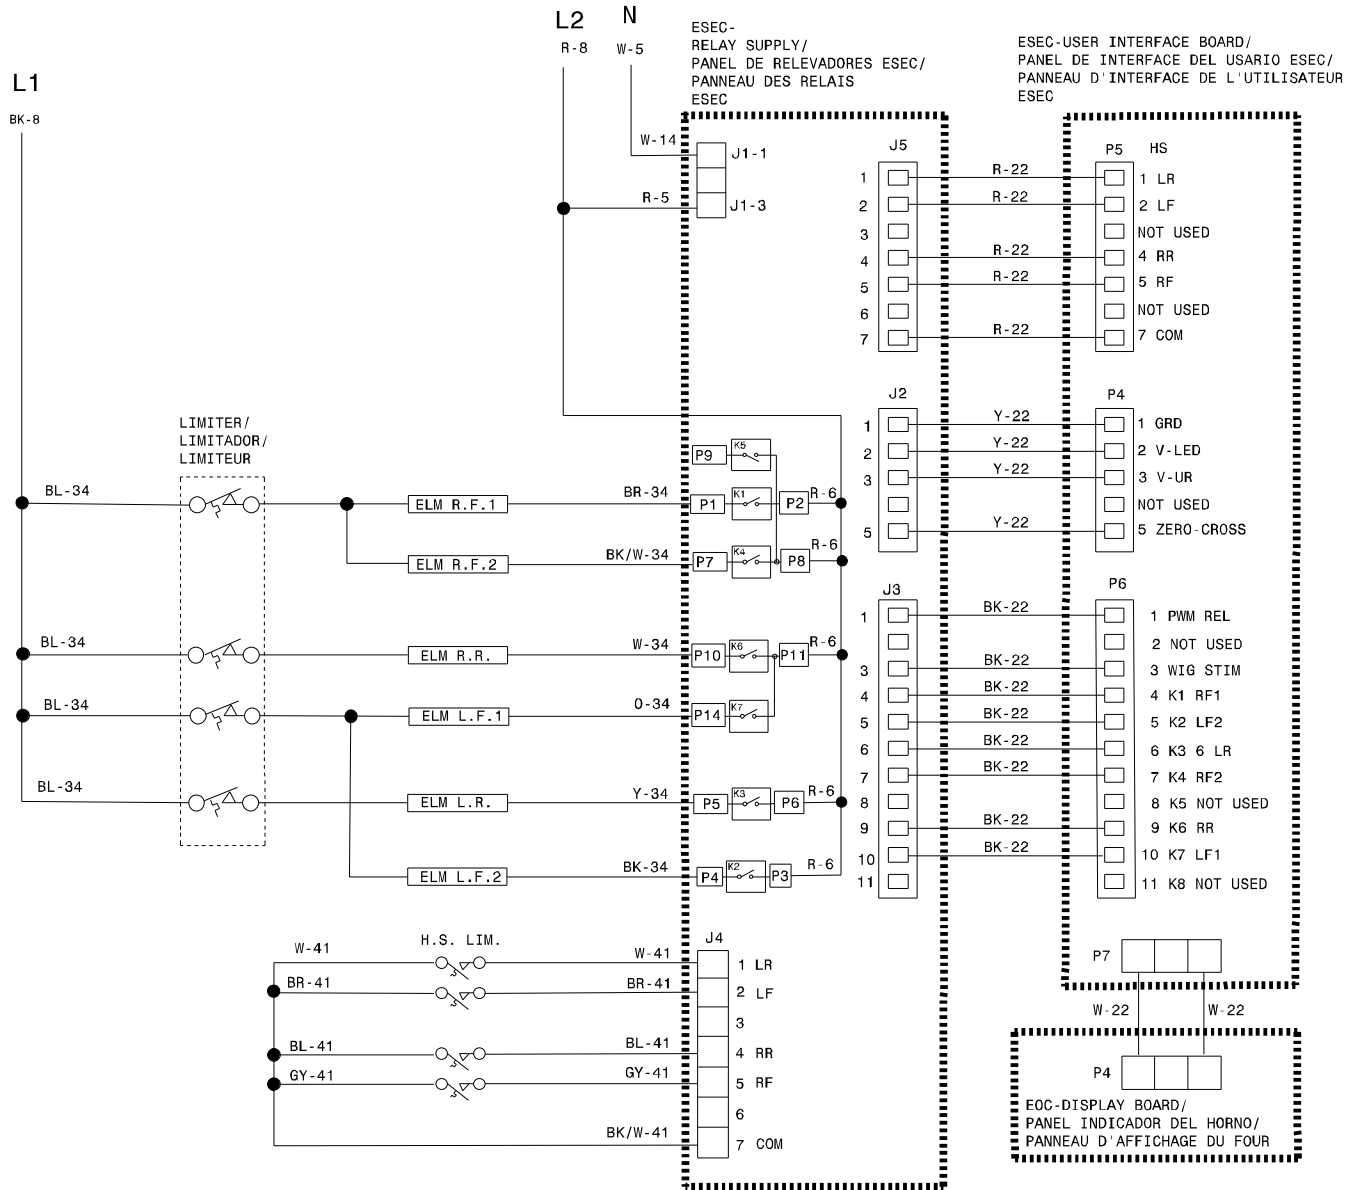 L1
BK-8
L2
R-8
N
W-5
ESEC-
RELAY SUPPLY/
PANEL DE RELEVADORES ESEC/
PANNEAU DES RELAIS
ESEC
ESEC-USER INTERFACE BOARD/
PANEL DE INTERFACE DEL USARIO ESEC/
PANNEAU D'INTERFACE DE L'UTILISATEUR
ESEC
W-14
J1-1
R-5
J1-3
J5
P5
HS
1
R-22
1 LR
2
R-22
2 LF
3
NOT USED
4
R-22
4 RR
5
R-22
5 RF
6
NOT USED
7
R-22
7 COM
J2
P4
1
Y-22
1 GRD
2
Y-22
2 V-LED
3
Y-22
3 V-UR
NOT USED
5
Y-22
5 ZERO-CROSS
J3
P6
1
BK-22
1 PWM REL
2 NOT USED
3
BK-22
3 WIG STIM
4
BK-22
4 K1 RF1
5
BK-22
5 K2 LF2
6
BK-22
6 K3 6 LR
7
BK-22
7 K4 RF2
8
8 K5 NOT USED
9
BK-22
9 K6 RR
10
BK-22
10 K7 LF1
11
11 K8 NOT USED
LIMITER/
LIMITADOR/
LIMITEUR
P9
K5
BL-34
ELM R.F.1
BR-34
P1
K1
P2
R-6
ELM R.F.2
BK/W-34
P7
K4
P8
R-6
BL-34
ELM R.R.
W-34
P10
K6
P11
R-6
BL-34
ELM L.F.1
O-34
P14
K7
BL-34
ELM L.R.
Y-34
P5
K3
P6
R-6
ELM L.F.2
BK-34
P4
K2
P3
R-6
H.S. LIM.
J4
W-41
W-41
1 LR
BR-41
BR-41
2 LF
3
BL-41
BL-41
4 RR
GY-41
GY-41
5 RF
6
BK/W-41
7 COM
P7
W-22
W-22
P4
EOC-DISPLAY BOARD/
PANEL INDICADOR DEL HORNO/
PANNEAU D'AFFICHAGE DU FOUR